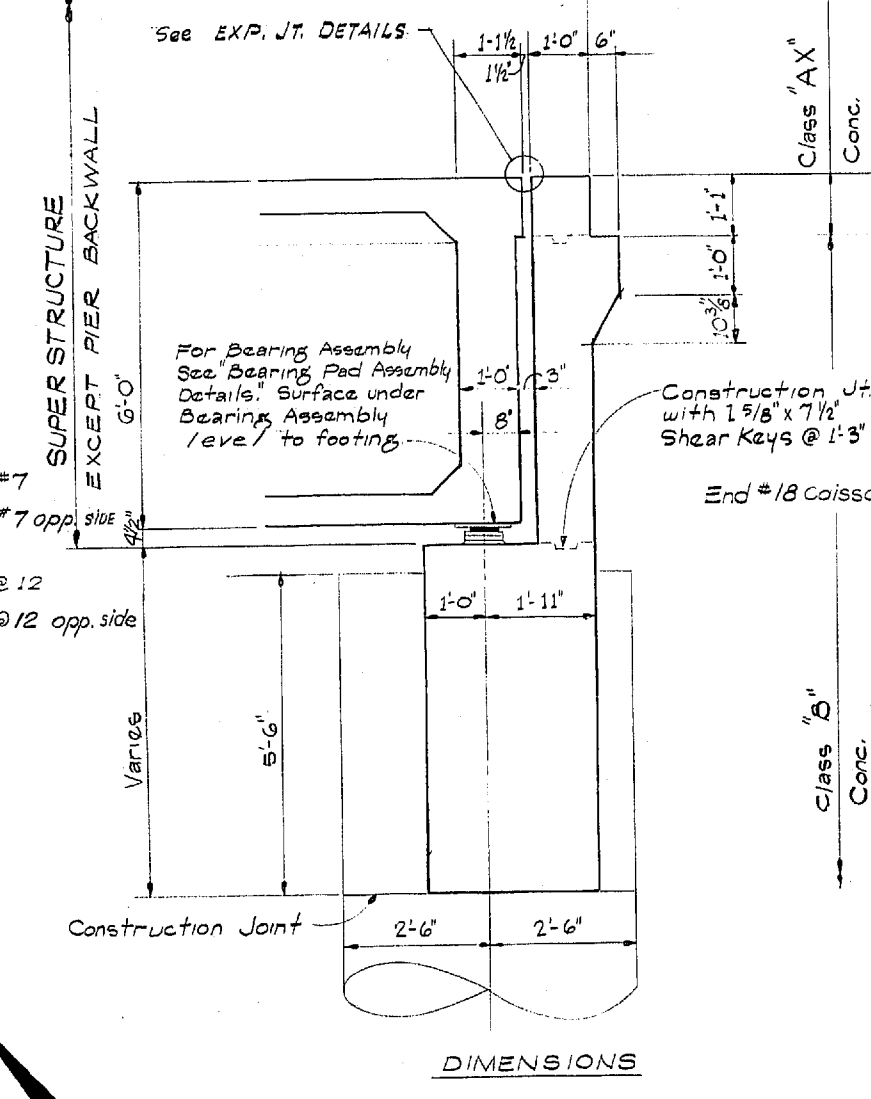 See EXP. JT. DETAILS
1-1½
1½"
1'-0"
6"
Class "AX"
Conc.
SUPERSTRUCTURE
EXCEPT PIER BACKWALL
6'-0"
1'-1"
1'-0"
10⅜"
For Bearing Assembly
See "Bearing Pad Assembly
Details." Surface under
Bearing Assembly
level to footing
1'-0"
3"
8"
Construction Jt.
with 1 5/8" x 7 ½"
Shear Keys @ 1'-3"
#7
#7 opp. SIDE
4½"
End #18 Caisso
@ 12
@ 12 opp. side
1'-0"
1'-11"
Varies
5'-6"
Class "B"
Conc.
Construction Joint
2'-6"
2'-6"
DIMENSIONS